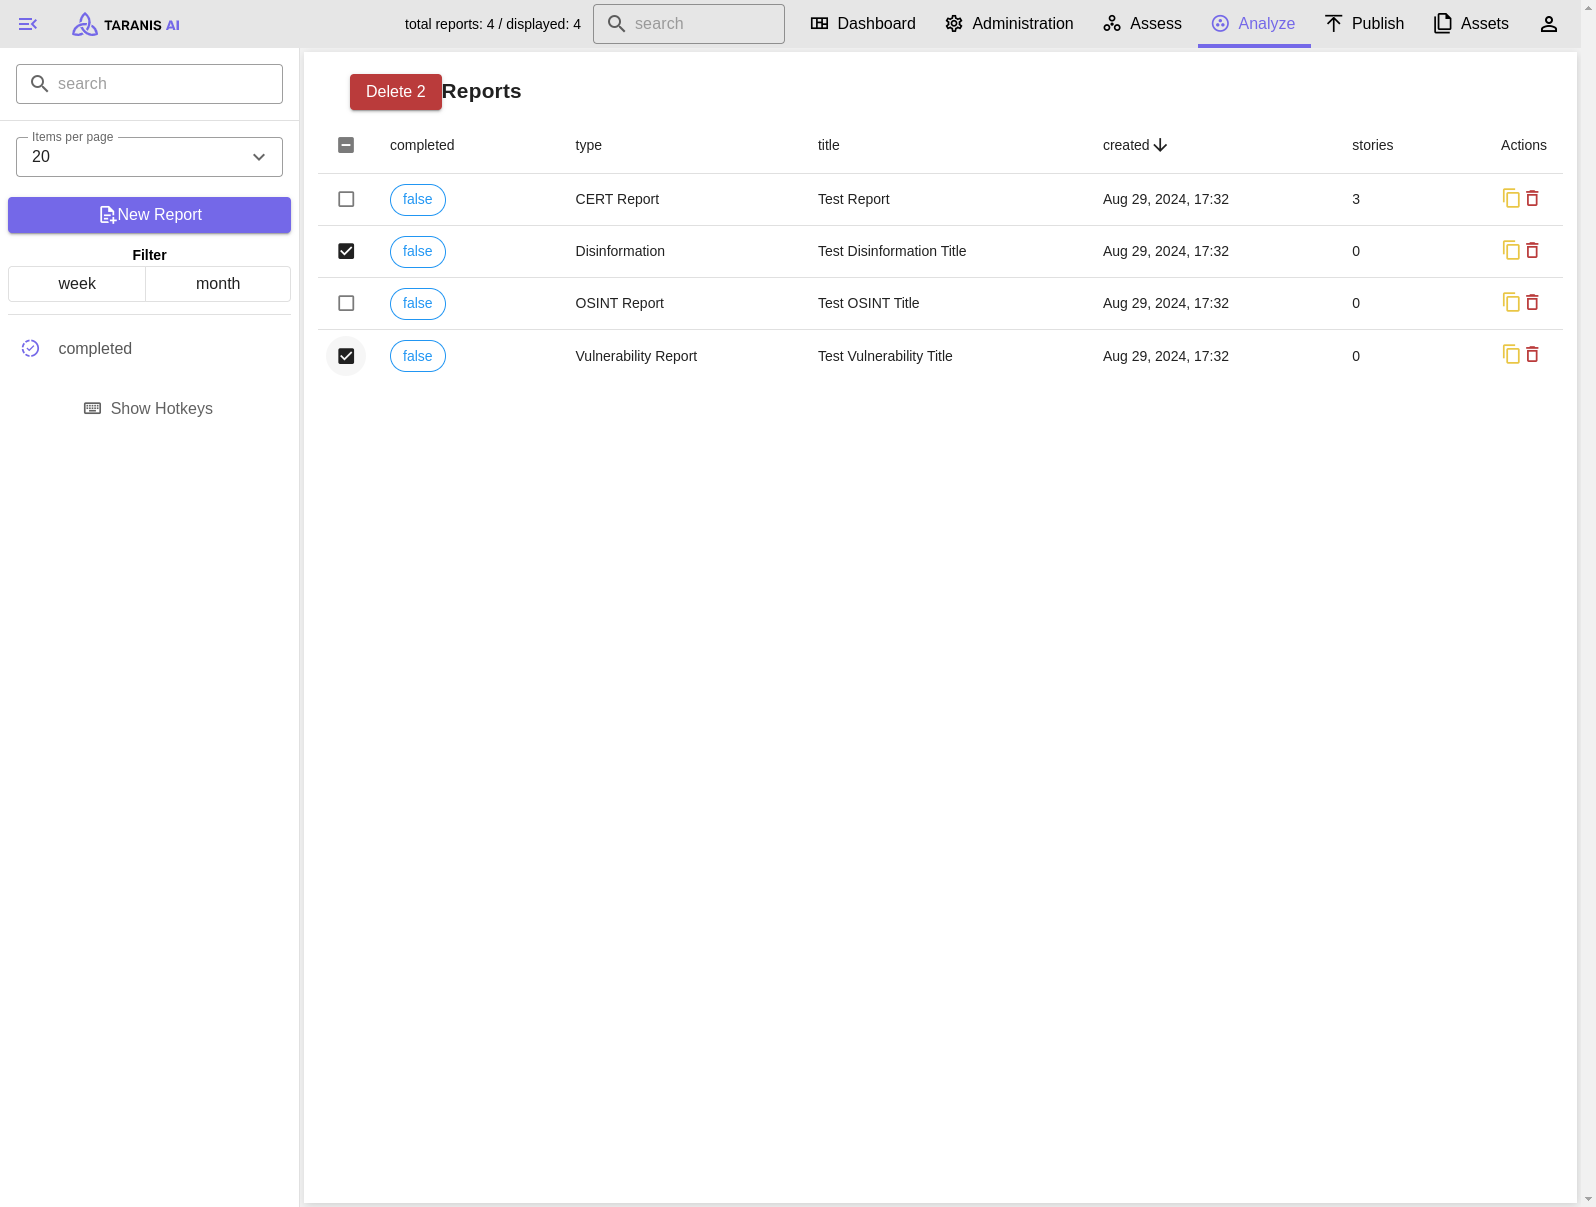 TARANIS AI
total reports: 4 / displayed: 4
search
Dashboard
Administration
Assess
Analyze
Publish
Assets
search
Items per page
20
New Report
Filter
week
month
completed
Show Hotkeys
Delete 2
Reports
completed type title created stories Actions
false CERT Report Test Report Aug 29, 2024, 17:32 3
false Disinformation Test Disinformation Title Aug 29, 2024, 17:32 0
false OSINT Report Test OSINT Title Aug 29, 2024, 17:32 0
false Vulnerability Report Test Vulnerability Title Aug 29, 2024, 17:32 0